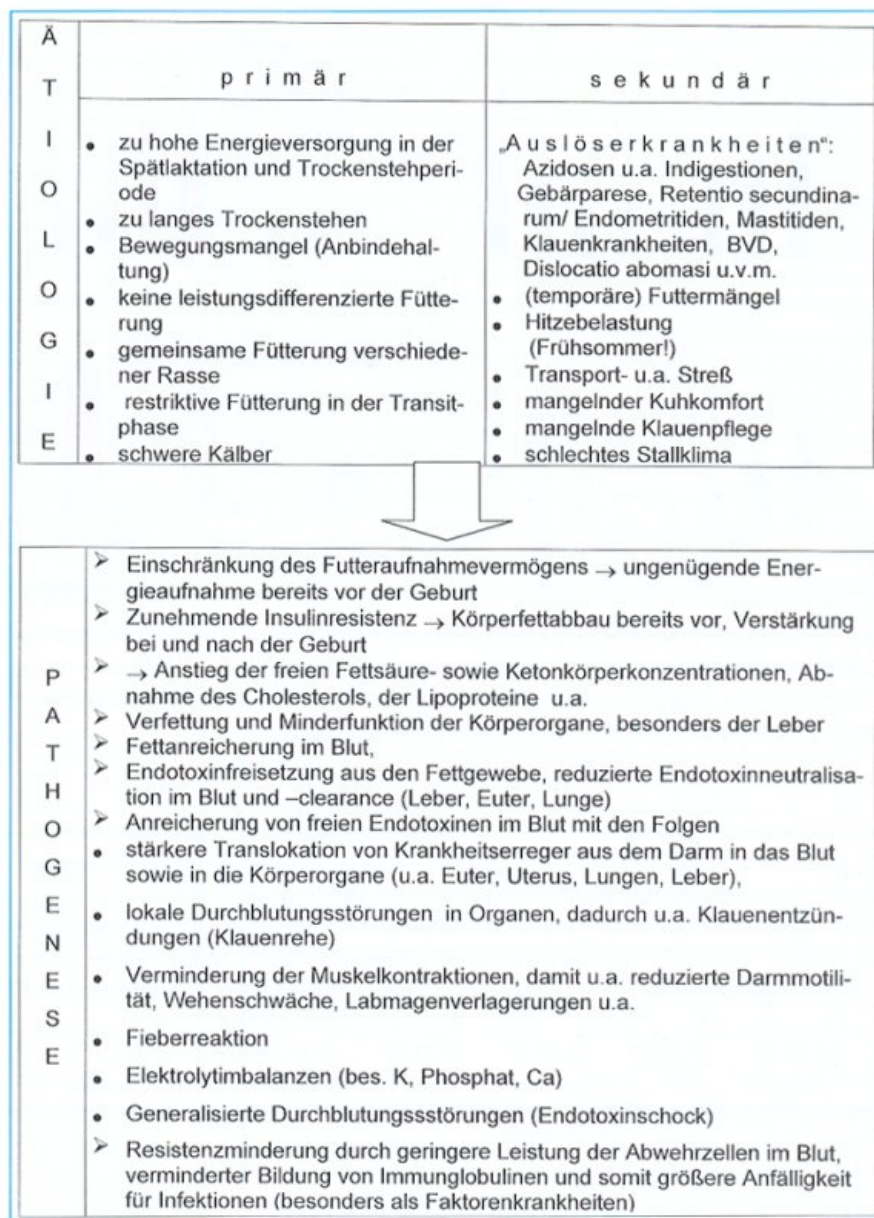 ÄTIOLOGIE
primär
zu hohe Energieversorgung in der
Spätlaktation und Trockenstehperi-
ode
zu langes Trockenstehen
Bewegungsmangel (Anbindehal-
tung)
keine leistungsdifferenzierte Fütte-
rung
gemeinsame Fütterung verschiede-
ner Rasse
restriktive Fütterung in der Transit-
phase
schwere Kälber
sekundär
„Auslöserkrankheiten“:
Azidosen u.a. Indigestionen,
Gebärparese, Retentio secundina-
rum/ Endometritiden, Mastitiden,
Klauenkrankheiten, BVD,
Dislocatio abomasi u.v.m.
(temporäre) Futtermängel
Hitzebelastung
(Frühsommer!)
Transport- u.a. Streß
mangelnder Kuhkomfort
mangelnde Klauenpflege
schlechtes Stallklima
PATHOGENESE
Einschränkung des Futteraufnahmevermögens → ungenügende Ener-
gieaufnahme bereits vor der Geburt
Zunehmende Insulinresistenz → Körperfettabbau bereits vor, Verstärkung
bei und nach der Geburt
→ Anstieg der freien Fettsäure- sowie Ketonkörperkonzentrationen, Ab-
nahme des Cholesterols, der Lipoproteine u.a.
Verfettung und Minderfunktion der Körperorgane, besonders der Leber
Fettanreicherung im Blut,
Endotoxinfreisetzung aus den Fettgewebe, reduzierte Endotoxinneutralisa-
tion im Blut und –clearance (Leber, Euter, Lunge)
Anreicherung von freien Endotoxinen im Blut mit den Folgen
stärkere Translokation von Krankheitserreger aus dem Darm in das Blut
sowie in die Körperorgane (u.a. Euter, Uterus, Lungen, Leber),
lokale Durchblutungsstörungen in Organen, dadurch u.a. Klauenentzün-
dungen (Klauenrehe)
Verminderung der Muskelkontraktionen, damit u.a. reduzierte Darmmotili-
tät, Wehenschwäche, Labmagenverlagerungen u.a.
Fieberreaktion
Elektrolytimbalanzen (bes. K, Phosphat, Ca)
Generalisierte Durchblutungssstörungen (Endotoxinschock)
Resistenzminderung durch geringere Leistung der Abwehrzellen im Blut,
verminderter Bildung von Immunglobulinen und somit größere Anfälligkeit
für Infektionen (besonders als Faktorenkrankheiten)